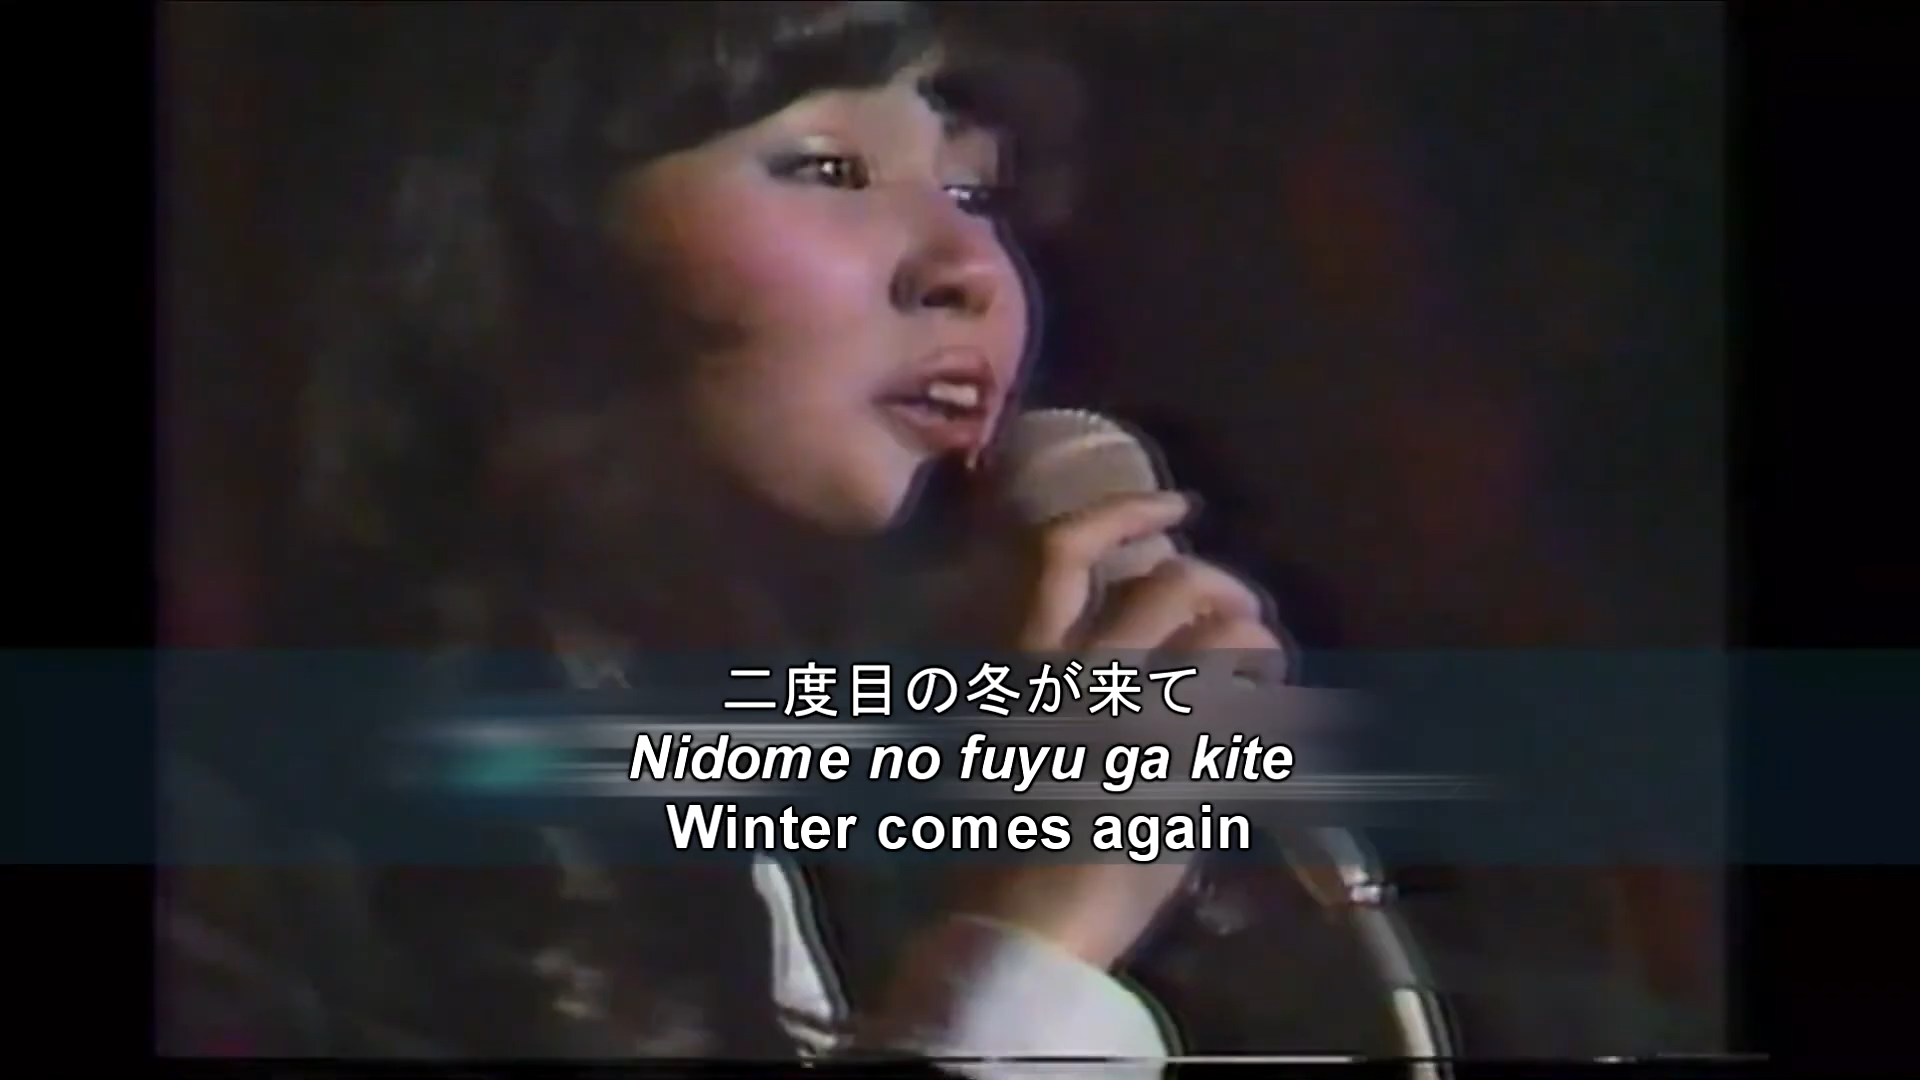 二度目の冬が来て
Nidome no fuyu ga kite
Winter comes again